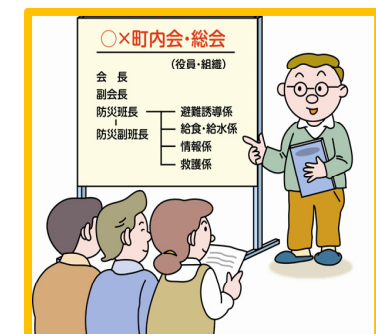 ○×町内会・総会
(役員・組織)
会 長
副会長
防災班長 避難誘導係
給食・給水係
防災副班長 情報係
救護係